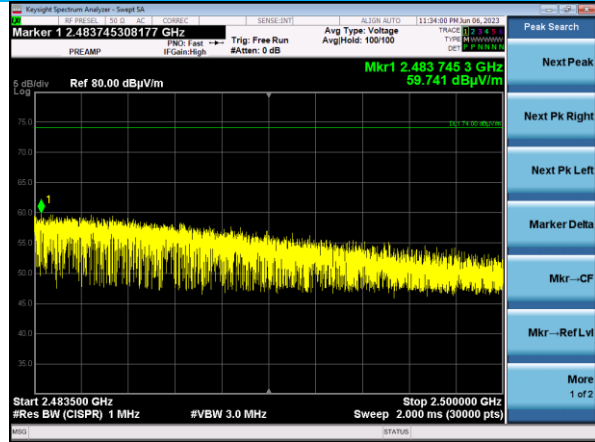 Keysight Spectrum Analyzer - Swept SA
RF PRESEL 50 Ω AC CORREC SENSE:INT ALIGN AUTO 11:34:00 PM Jun 06, 2023
Marker 1 2.483745308177 GHz
PREAMP
PNO: Fast
IFGain:High
Trig: Free Run
#Atten: 0 dB
Avg Type: Voltage
Avg|Hold: 100/100
TRACE 1 2 3 4 5 6
TYPE M WWWWW
DET P P N N N N
Mkr1 2.483 745 3 GHz
59.741 dBµV/m
5 dB/div Ref 80.00 dBµV/m
Log
75.0
DL1 74.00 dBµV/m
70.0
65.0
1
60.0
55.0
50.0
45.0
40.0
35.0
Start 2.483500 GHz Stop 2.500000 GHz
#Res BW (CISPR) 1 MHz #VBW 3.0 MHz Sweep 2.000 ms (30000 pts)
MSG STATUS
Peak Search
Next Peak
Next Pk Right
Next Pk Left
Marker Delta
Mkr→CF
Mkr→Ref Lvl
More
1 of 2